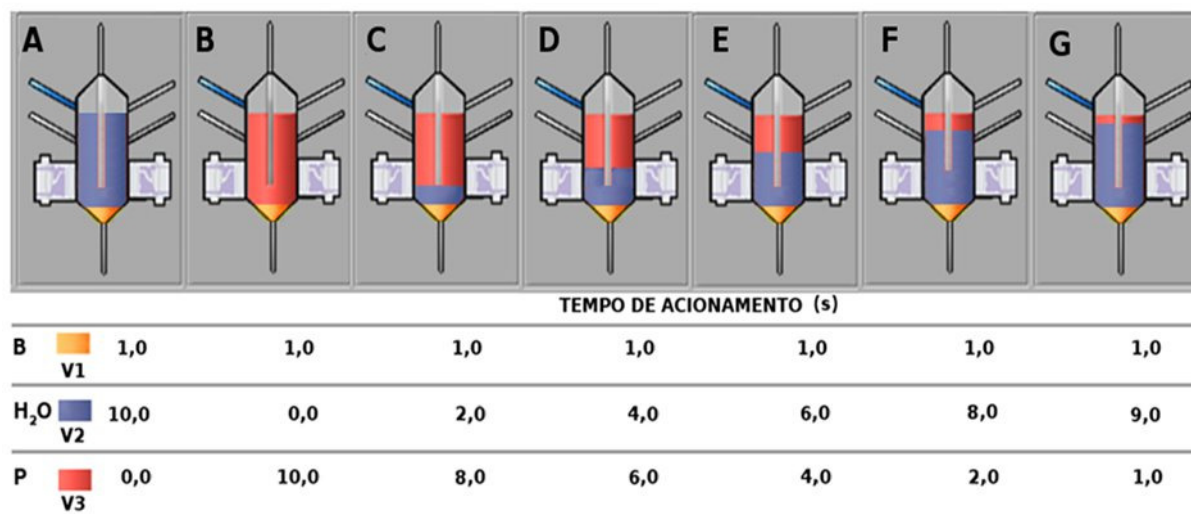 A B C D E F G
TEMPO DE ACIONAMENTO (s)
B 1,0 1,0 1,0 1,0 1,0 1,0 1,0
V1
H₂O 10,0 0,0 2,0 4,0 6,0 8,0 9,0
V2
P 0,0 10,0 8,0 6,0 4,0 2,0 1,0
V3